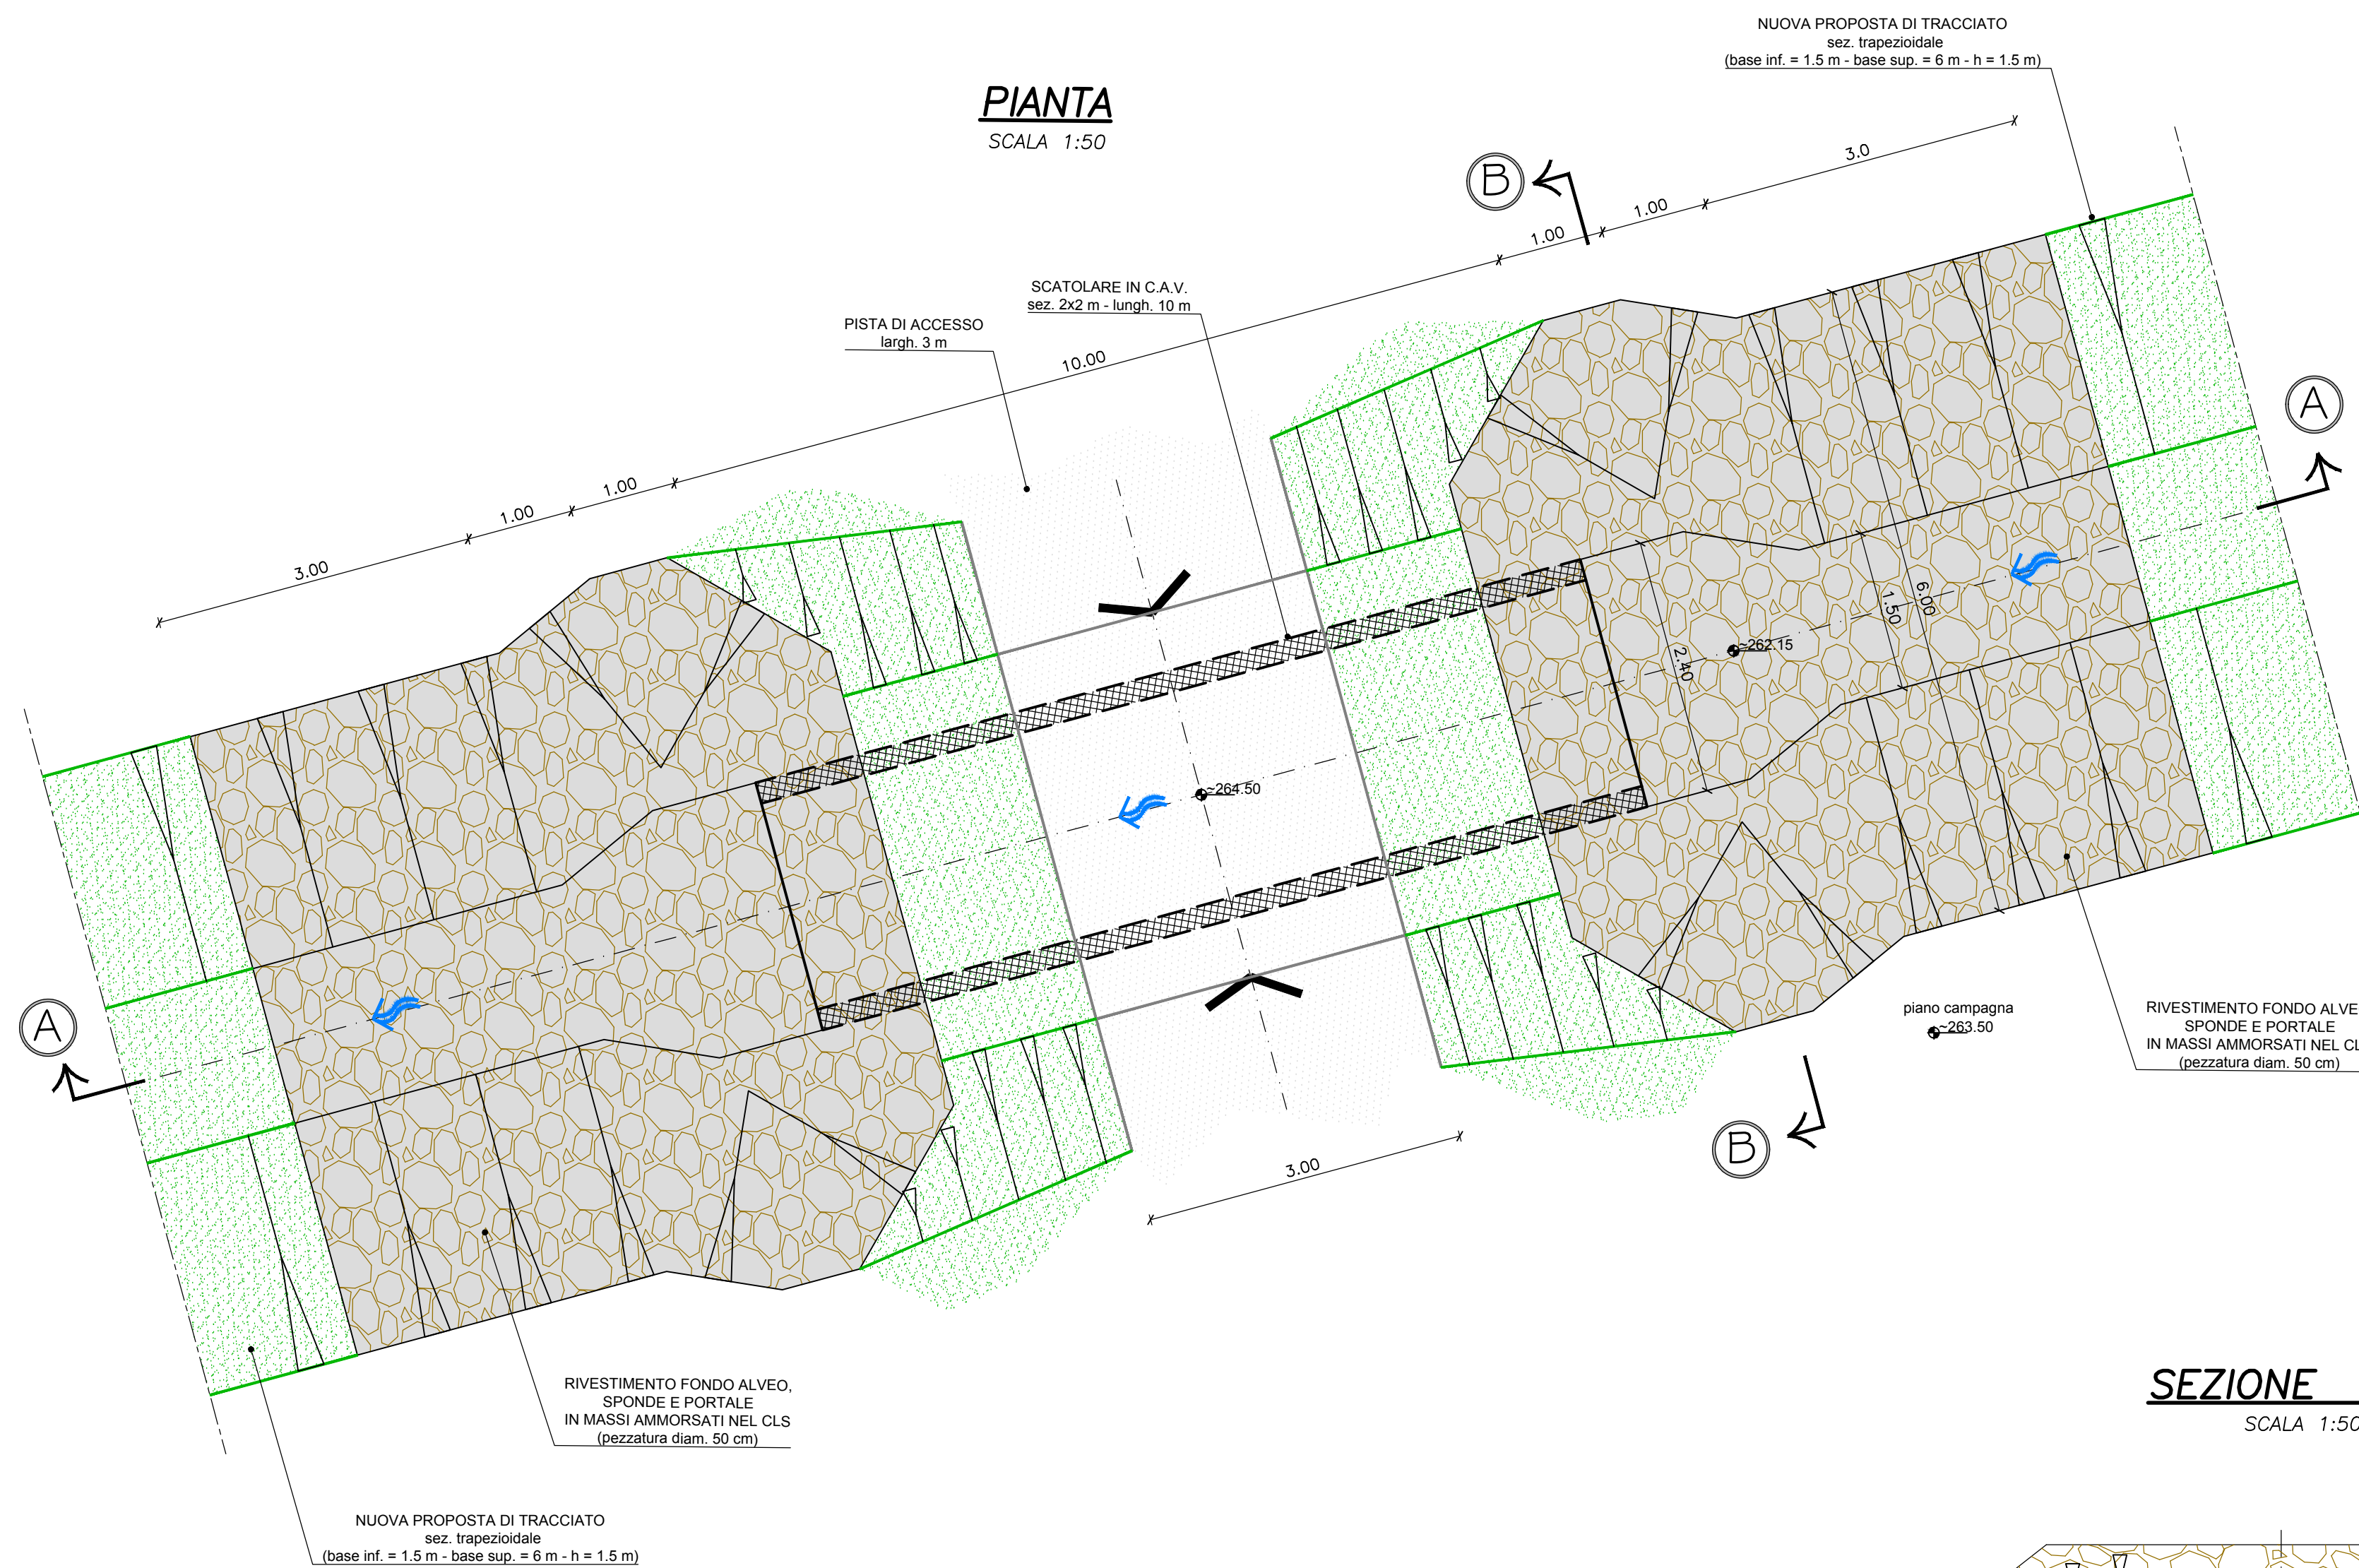 NUOVA PROPOSTA DI TRACCIATO
sez. trapezioidale
(base inf. = 1.5 m - base sup. = 6 m - h = 1.5 m)
PIANTA
SCALA 1:50
3.0
B
1.00
1.00
SCATOLARE IN C.A.V.
sez. 2x2 m - lungh. 10 m
PISTA DI ACCESSO
largh. 3 m
10.00
A
1.00
1.00
3.00
6.00
1.50
2.40
~262.15
~264.50
piano campagna
~263.50
RIVESTIMENTO FONDO ALVE
SPONDE E PORTALE
IN MASSI AMMORSATI NEL CL
(pezzatura diam. 50 cm)
A
B
3.00
SEZIONE
SCALA 1:50
RIVESTIMENTO FONDO ALVEO,
SPONDE E PORTALE
IN MASSI AMMORSATI NEL CLS
(pezzatura diam. 50 cm)
NUOVA PROPOSTA DI TRACCIATO
sez. trapezioidale
(base inf. = 1.5 m - base sup. = 6 m - h = 1.5 m)